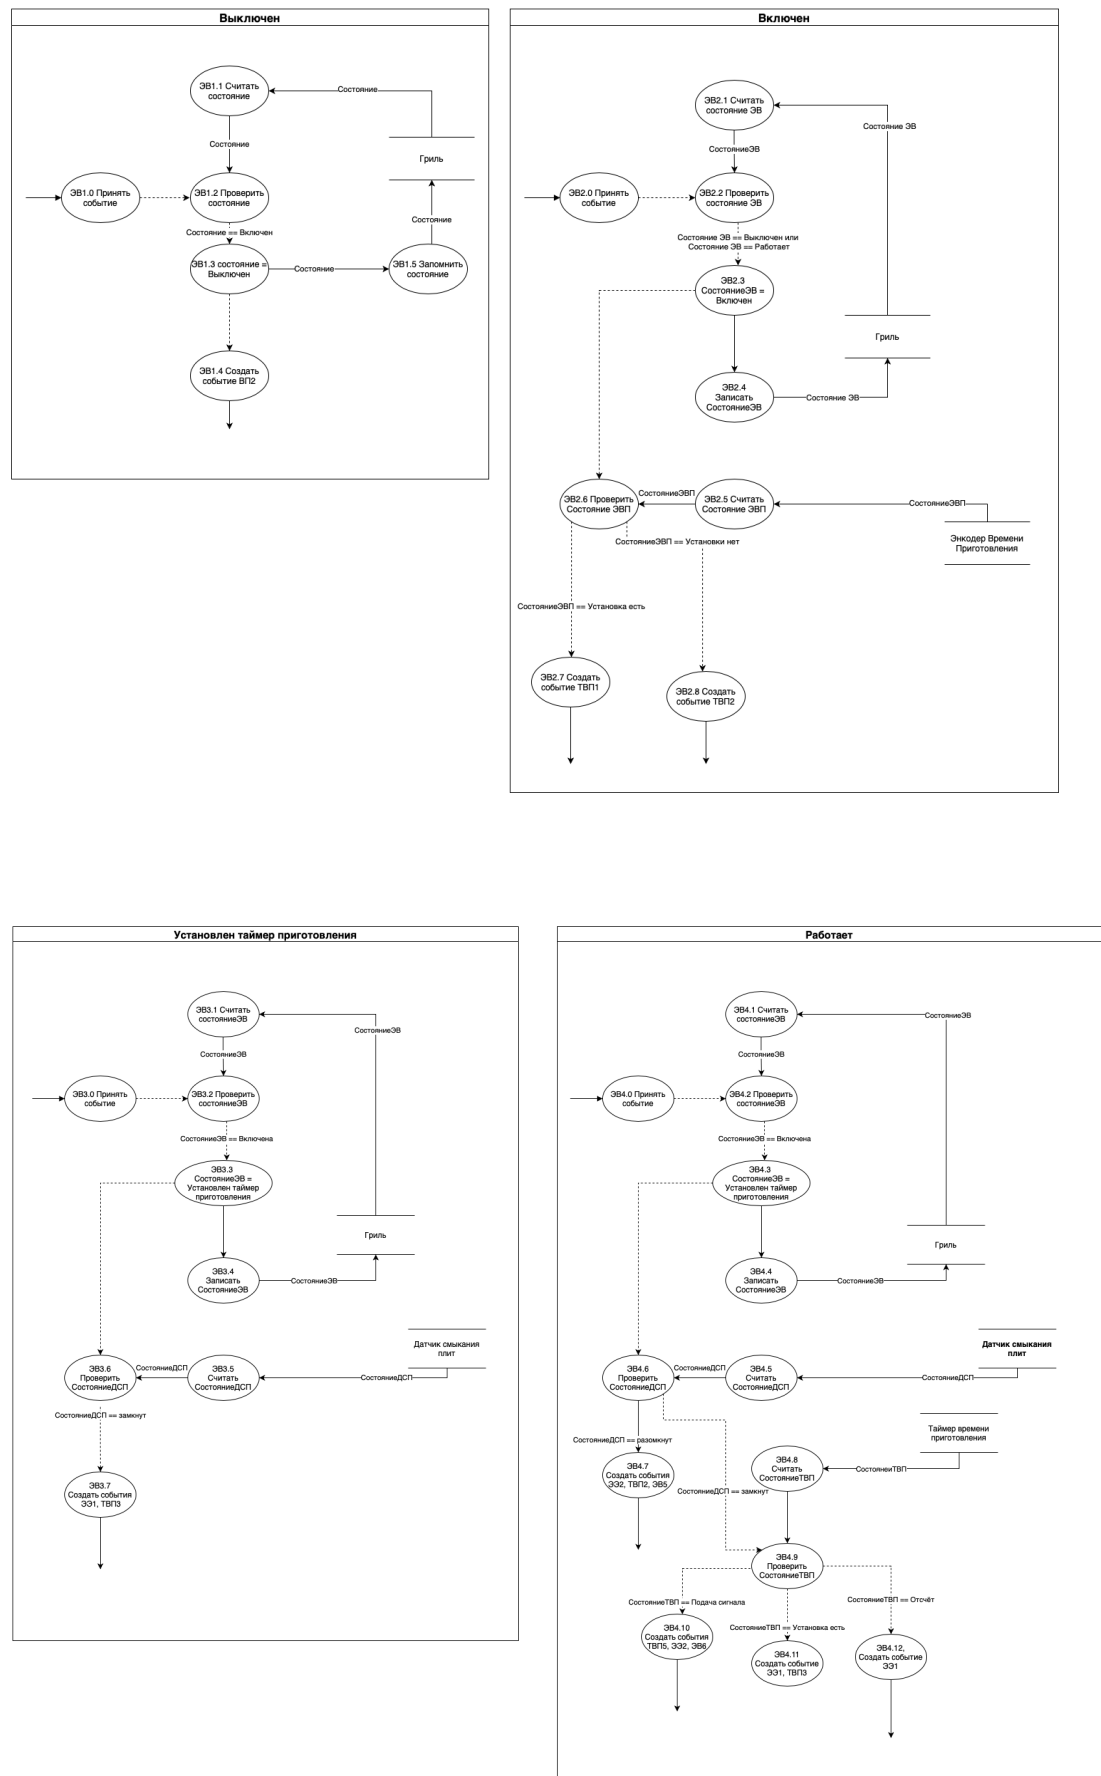 Выключен
ЭВ1.1 Считать
состояние
Состояние
Состояние
Гриль
ЭВ1.0 Принять
событие
ЭВ1.2 Проверить
состояние
Состояние
Состояние == Включен
ЭВ1.3 состояние =
Выключен
Состояние
ЭВ1.5 Запомнить
состояние
ЭВ1.4 Создать
событие ВП2
Включен
ЭВ2.1 Считать
состояние ЭВ
Состояние ЭВ
СостояниеЭВ
ЭВ2.0 Принять
событие
ЭВ2.2 Проверить
состояние ЭВ
Состояние ЭВ == Выключен или
Состояние ЭВ == Работает
ЭВ2.3
СостояниеЭВ =
Включен
Гриль
ЭВ2.4
Записать
СостояниеЭВ
Состояние ЭВ
ЭВ2.6 Проверить
Состояние ЭВП
СостояниеЭВП
ЭВ2.5 Считать
Состояние ЭВП
СостояниеЭВП
Энкодер Времени
Приготовления
СостояниеЭВП == Установки нет
СостояниеЭВП == Установка есть
ЭВ2.7 Создать
событие ТВП1
ЭВ2.8 Создать
событие ТВП2
Установлен таймер приготовления
ЭВ3.1 Считать
состояниеЭВ
СостояниеЭВ
СостояниеЭВ
ЭВ3.0 Принять
событие
ЭВ3.2 Проверить
состояниеЭВ
СостояниеЭВ == Включена
ЭВ3.3
СостояниеЭВ =
Установлен таймер
приготовления
Гриль
ЭВ3.4
Записать
СостояниеЭВ
СостояниеЭВ
Датчик смыкания
плит
ЭВ3.6
Проверить
СостояниеДСП
СостояниеДСП
ЭВ3.5
Считать
СостояниеДСП
СостояниеДСП
СостояниеДСП == замкнут
ЭВ3.7
Создать события
ЭЭ1, ТВП3
Работает
ЭВ4.1 Считать
состояниеЭВ
СостояниеЭВ
СостояниеЭВ
ЭВ4.0 Принять
событие
ЭВ4.2 Проверить
состояниеЭВ
СостояниеЭВ == Включена
ЭВ4.3
СостояниеЭВ =
Установлен таймер
приготовления
Гриль
ЭВ4.4
Записать
СостояниеЭВ
СостояниеЭВ
Датчик смыкания
плит
ЭВ4.6
Проверить
СостояниеДСП
СостояниеДСП
ЭВ4.5
Считать
СостояниеДСП
СостояниеДСП
Таймер времени
приготовления
СостояниеДСП == разомкнут
ЭВ4.7
Создать события
ЭЭ2, ТВП2, ЭВ5
ЭВ4.8
Считать
СостояниеТВП
СостоянеиТВП
СостояниеДСП == замкнут
ЭВ4.9
Проверить
СостояниеТВП
СостояниеТВП == Подача сигнала
СостояниеТВП == Отсчёт
СостояниеТВП == Установка есть
ЭВ4.10
Создать события
ТВП5, ЭЭ2, ЭВ6
ЭВ4.11
Создать событие
ЭЭ1, ТВП3
ЭВ4.12,
Создать событие
ЭЭ1